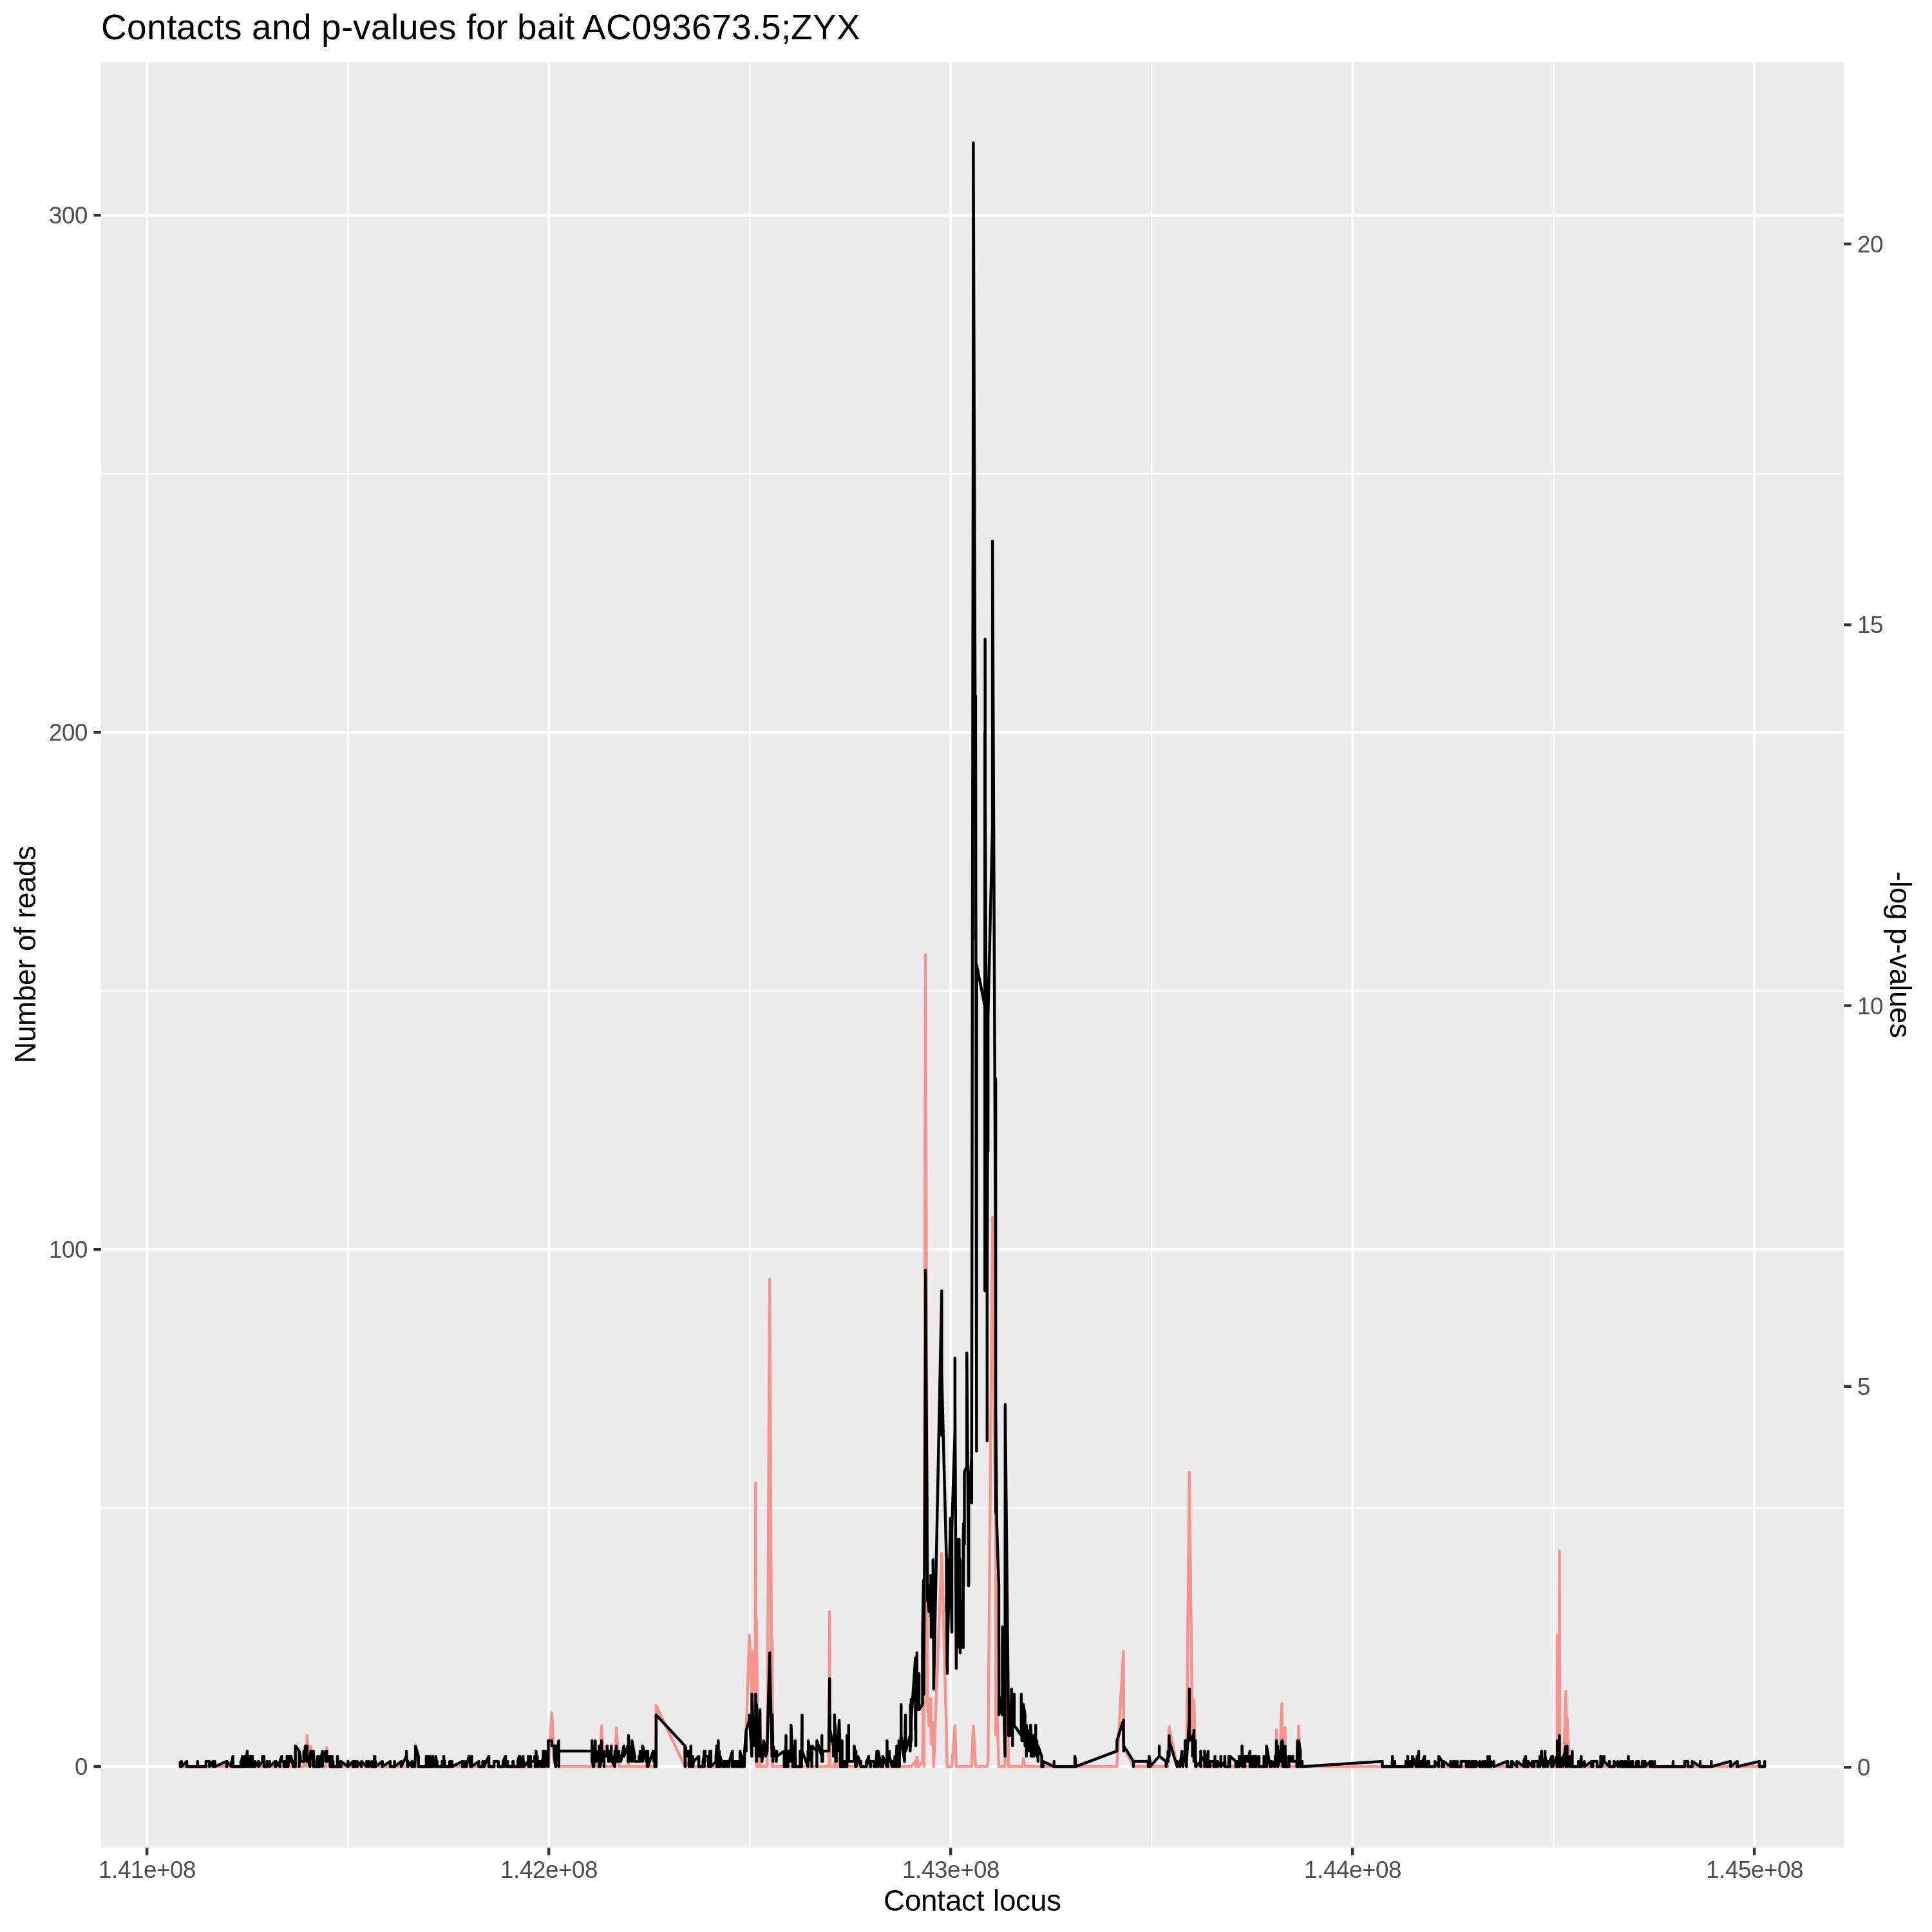 Contacts and p-values for bait AC093673.5;ZYX
300
200
100
0
Number of reads
20
15
10
5
0
-log p-values
1.41e+08
1.42e+08
1.43e+08
1.44e+08
1.45e+08
Contact locus